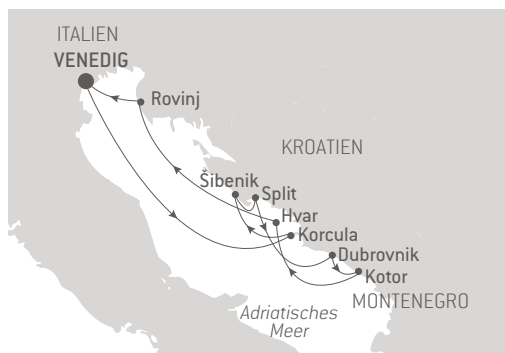 ITALIEN
VENEDIG
Rovinj
KROATIEN
Šibenik
Split
Hvar
Korcula
Dubrovnik
Kotor
MONTENEGRO
Adriatisches
Meer